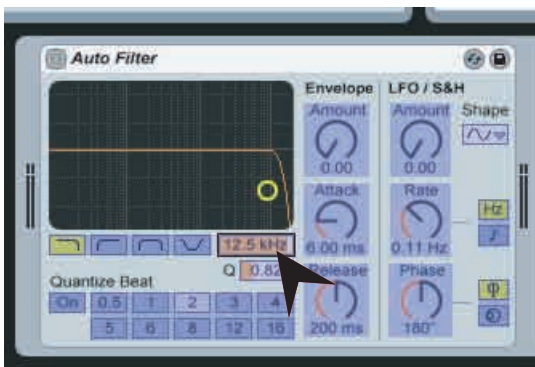 Auto Filter
Envelope
LFO / S&H
Amount
Amount
Shape
0.00
0.00
Attack
Rate
Hz
12.5 kHz
6.00 ms
0.11 Hz
Q 0.82
Release
Phase
Quantize Beat
On 0.5 1 2 3 4
5 6 8 12 16
200 ms
180°
φ